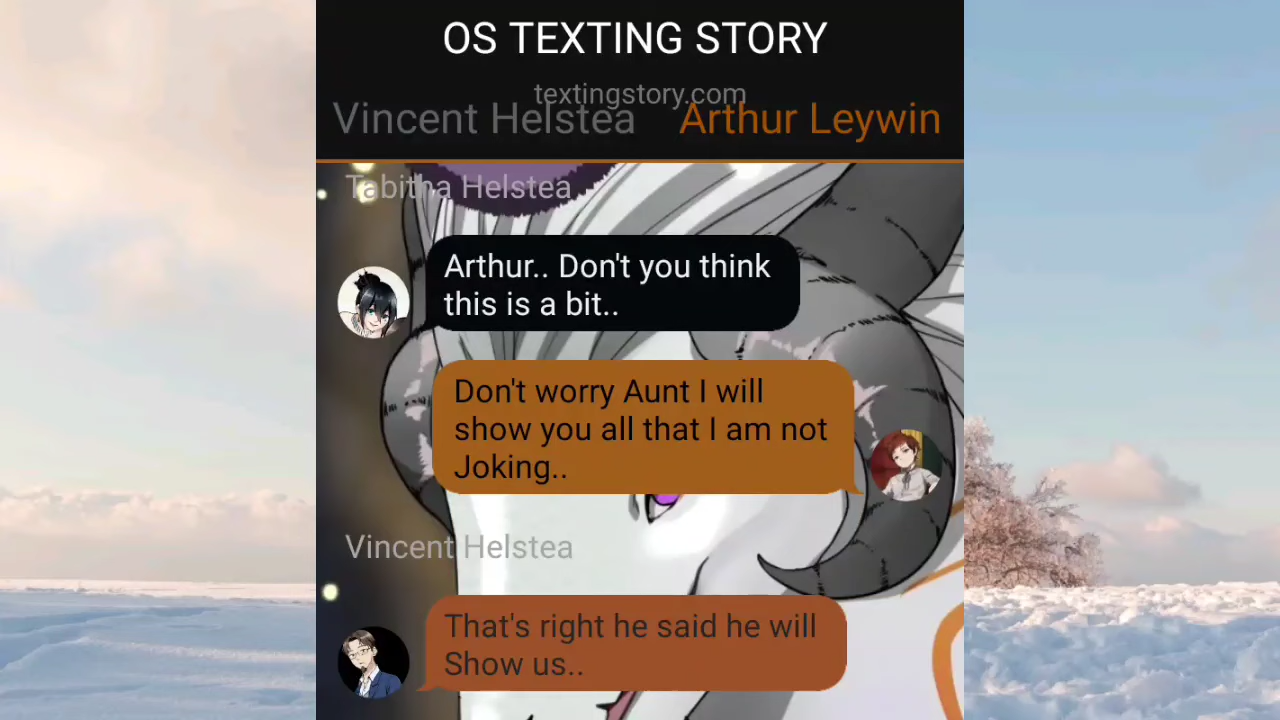 OS TEXTING STORY
textingstory.com
Vincent Helstea Arthur Leywin
Tabitha Helstea
Arthur.. Don't you think
this is a bit..
Don't worry Aunt I will
show you all that I am not
Joking..
Vincent Helstea
That's right he said he will
Show us..